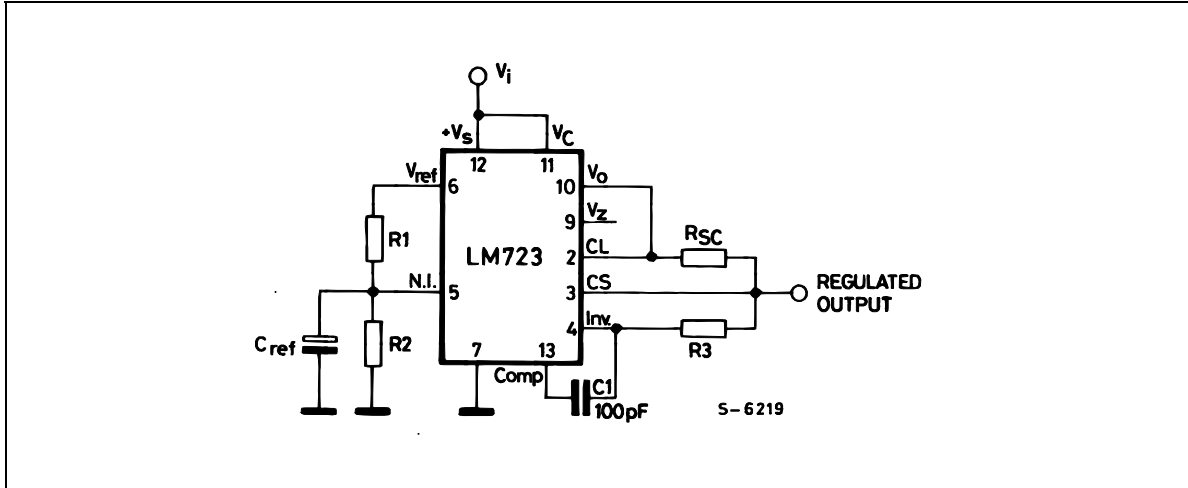 Vi
+VS
VC
12
11
Vref
6
10
Vo
9
VZ
R1
LM723
2
CL
RSC
N.I.
5
3
CS
REGULATED
OUTPUT
4
Inv.
Cref
R2
7
13
R3
Comp
C1
100pF
S-6219